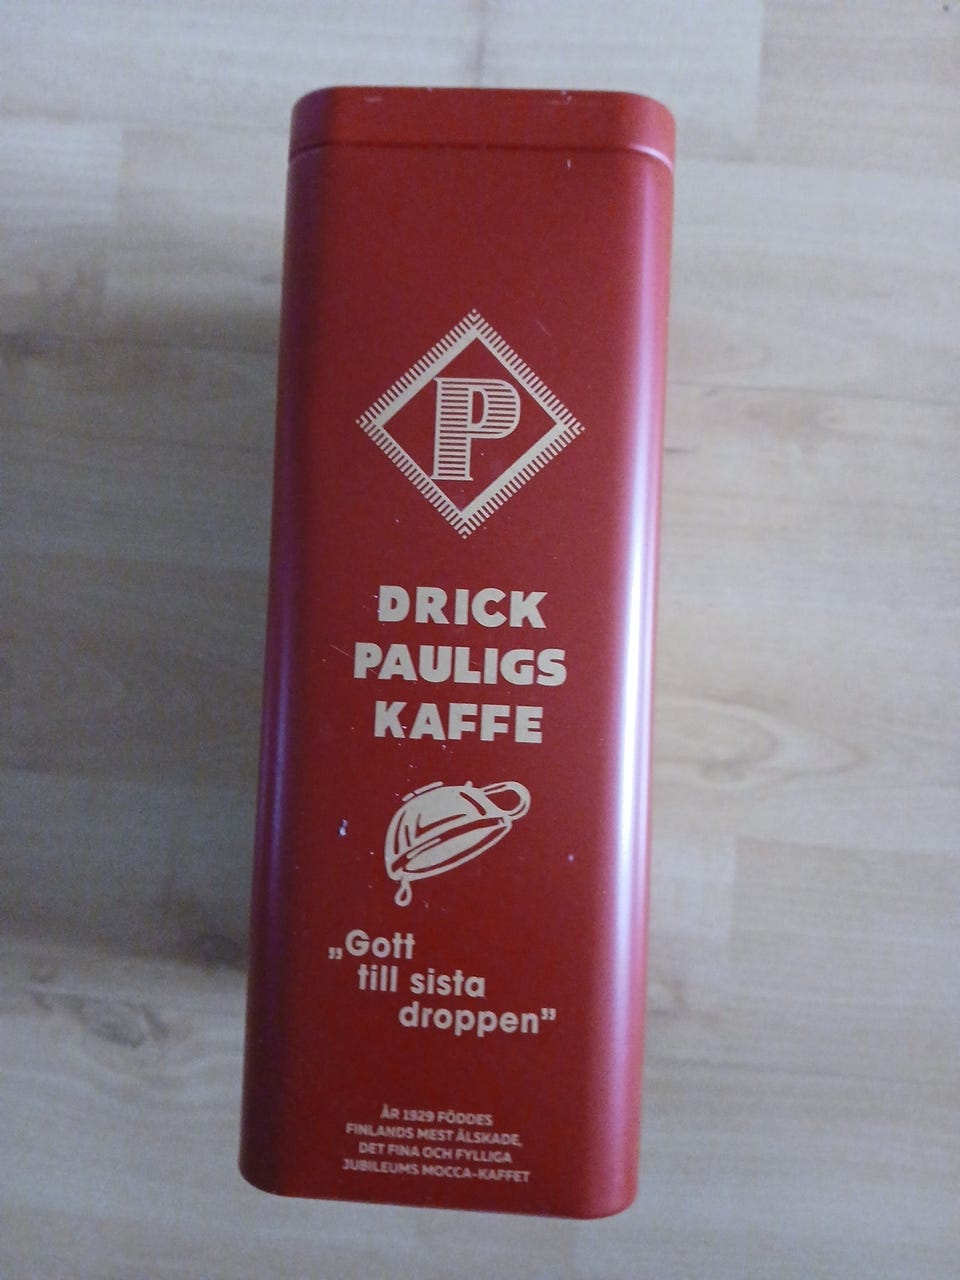 P
DRICK
PAULIGS
KAFFE
„Gott
till sista
droppen”
ÅR 1929 FÖDDES
FINLANDS MEST ÄLSKADE,
DET FINA OCH FYLLIGA
JUBILEUMS MOCCA-KAFFET